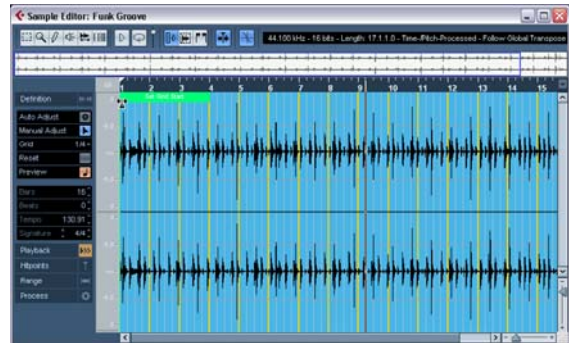 Sample Editor: Funk Groove
44.100 kHz - 16 bits - Length: 17.1.1.0 - Time-/Pitch-Processed - Follow Global Transpose
1 2 3 4 5 6 7 8 9 10 11 12 13 14 15
Definition
Auto Adjust
Manual Adjust
Grid 1/4
Reset
Preview
Bars 16
Beats 0
Tempo 130.91
Signature 4/4
Playback
Hitpoints
Range
Process